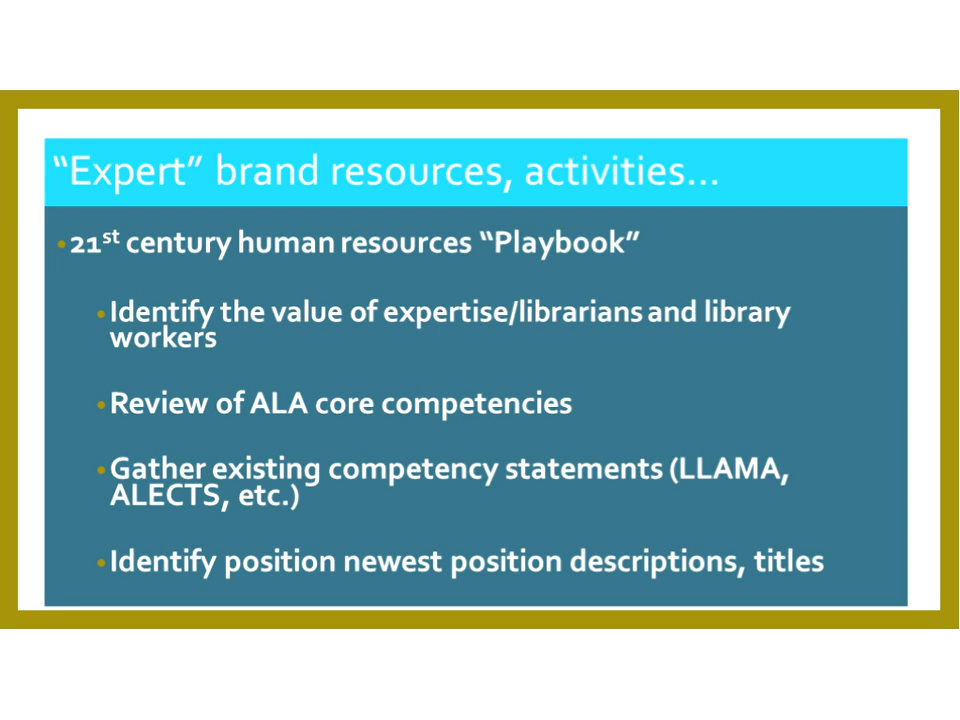 “Expert” brand resources, activities…
•21st century human resources “Playbook”
•Identify the value of expertise/librarians and library
workers
•Review of ALA core competencies
•Gather existing competency statements (LLAMA,
ALECTS, etc.)
•Identify position newest position descriptions, titles